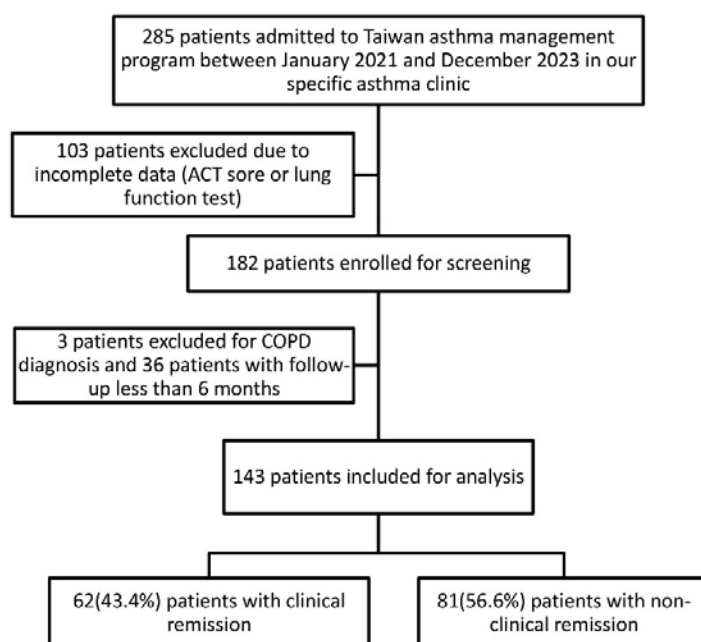 285 patients admitted to Taiwan asthma management
program between January 2021 and December 2023 in our
specific asthma clinic
103 patients excluded due to
incomplete data (ACT sore or lung
function test)
182 patients enrolled for screening
3 patients excluded for COPD
diagnosis and 36 patients with follow-
up less than 6 months
143 patients included for analysis
62(43.4%) patients with clinical
remission
81(56.6%) patients with non-
clinical remission